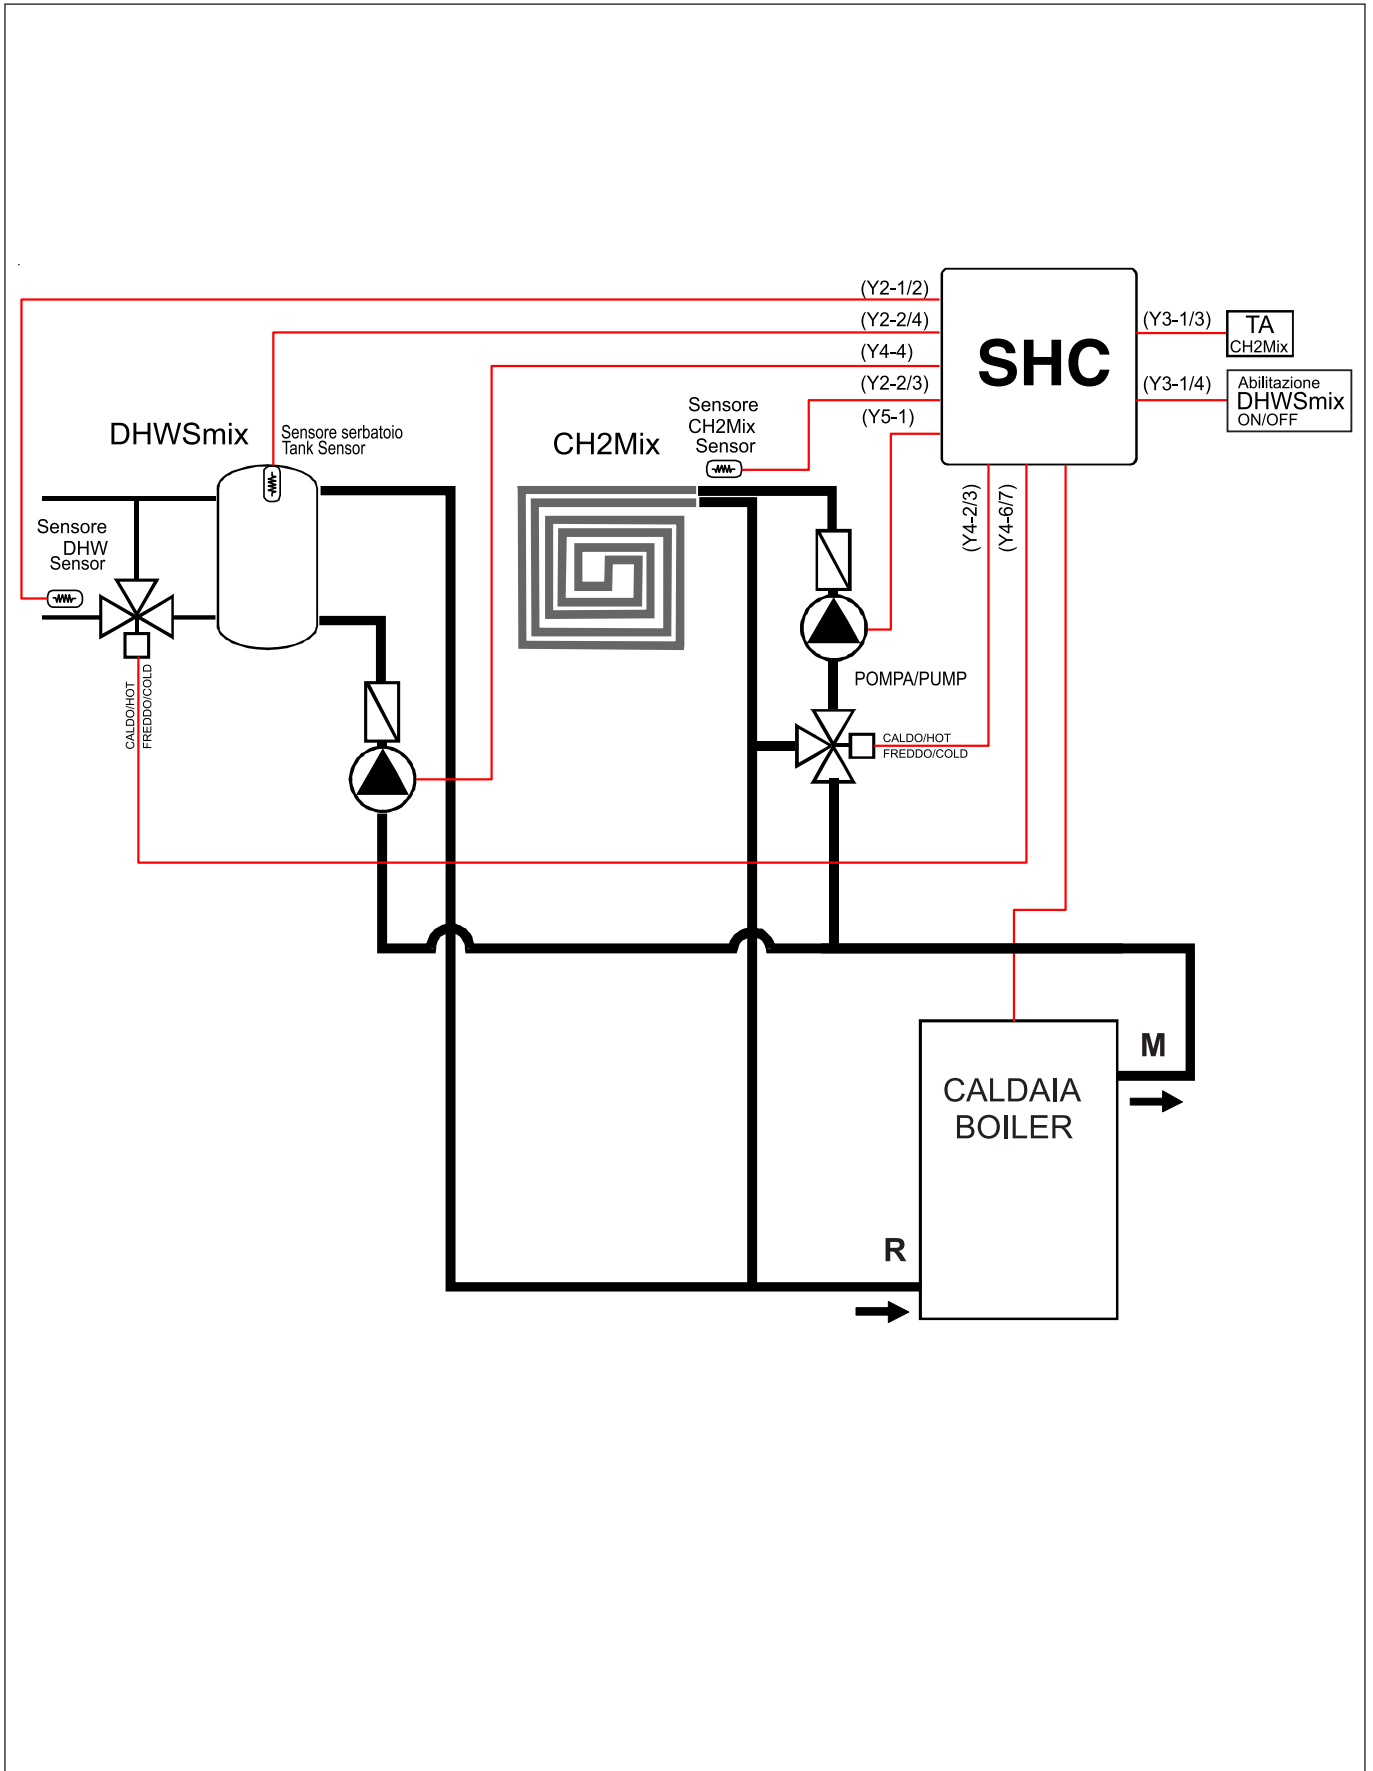 (Y2-1/2)
(Y2-2/4)
(Y4-4)
(Y2-2/3)
(Y5-1)
SHC
(Y3-1/3)
TA
CH2Mix
(Y3-1/4)
Abilitazione
DHWSmix
ON/OFF
DHWSmix
Sensore serbatoio
Tank Sensor
CH2Mix
Sensore
CH2Mix
Sensor
(Y4-2/3)
(Y4-6/7)
Sensore
DHW
Sensor
CALDO/HOT
FREDDO/COLD
POMPA/PUMP
CALDO/HOT
FREDDO/COLD
M
CALDAIA
BOILER
R